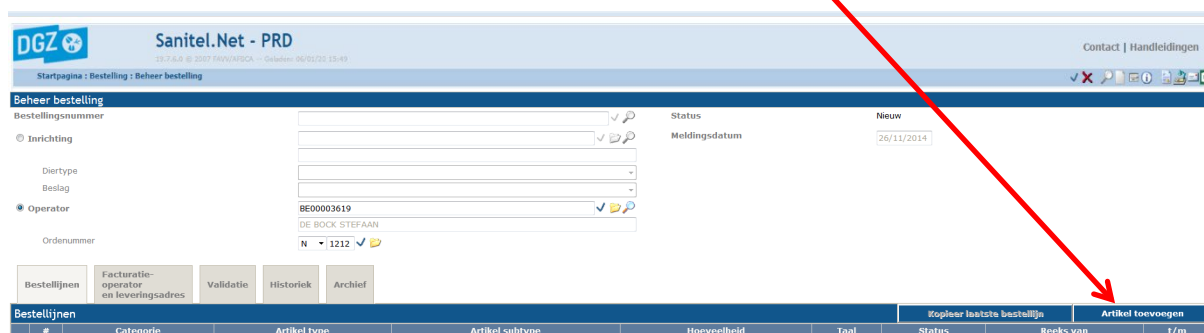 DGZ
Sanitel.Net - PRD
Contact | Handleidingen
Startpagina : Bestelling : Beheer bestelling
Beheer bestelling
Bestellingsnummer
Status Nieuw
Inrichting
Meldingsdatum 26/11/2014
Diertype
Beslag
Operator BE00003619
DE BOCK STEFAAN
Ordenummer N 1212
Bestellijnen Facturatie-operator en leveringsadres Validatie Historiek Archief
Bestellijnen Kopieer laatste bestellijn Artikel toevoegen
# Categorie Artikel type Artikel subtype Hoeveelheid Taal Status Reeks van t/m